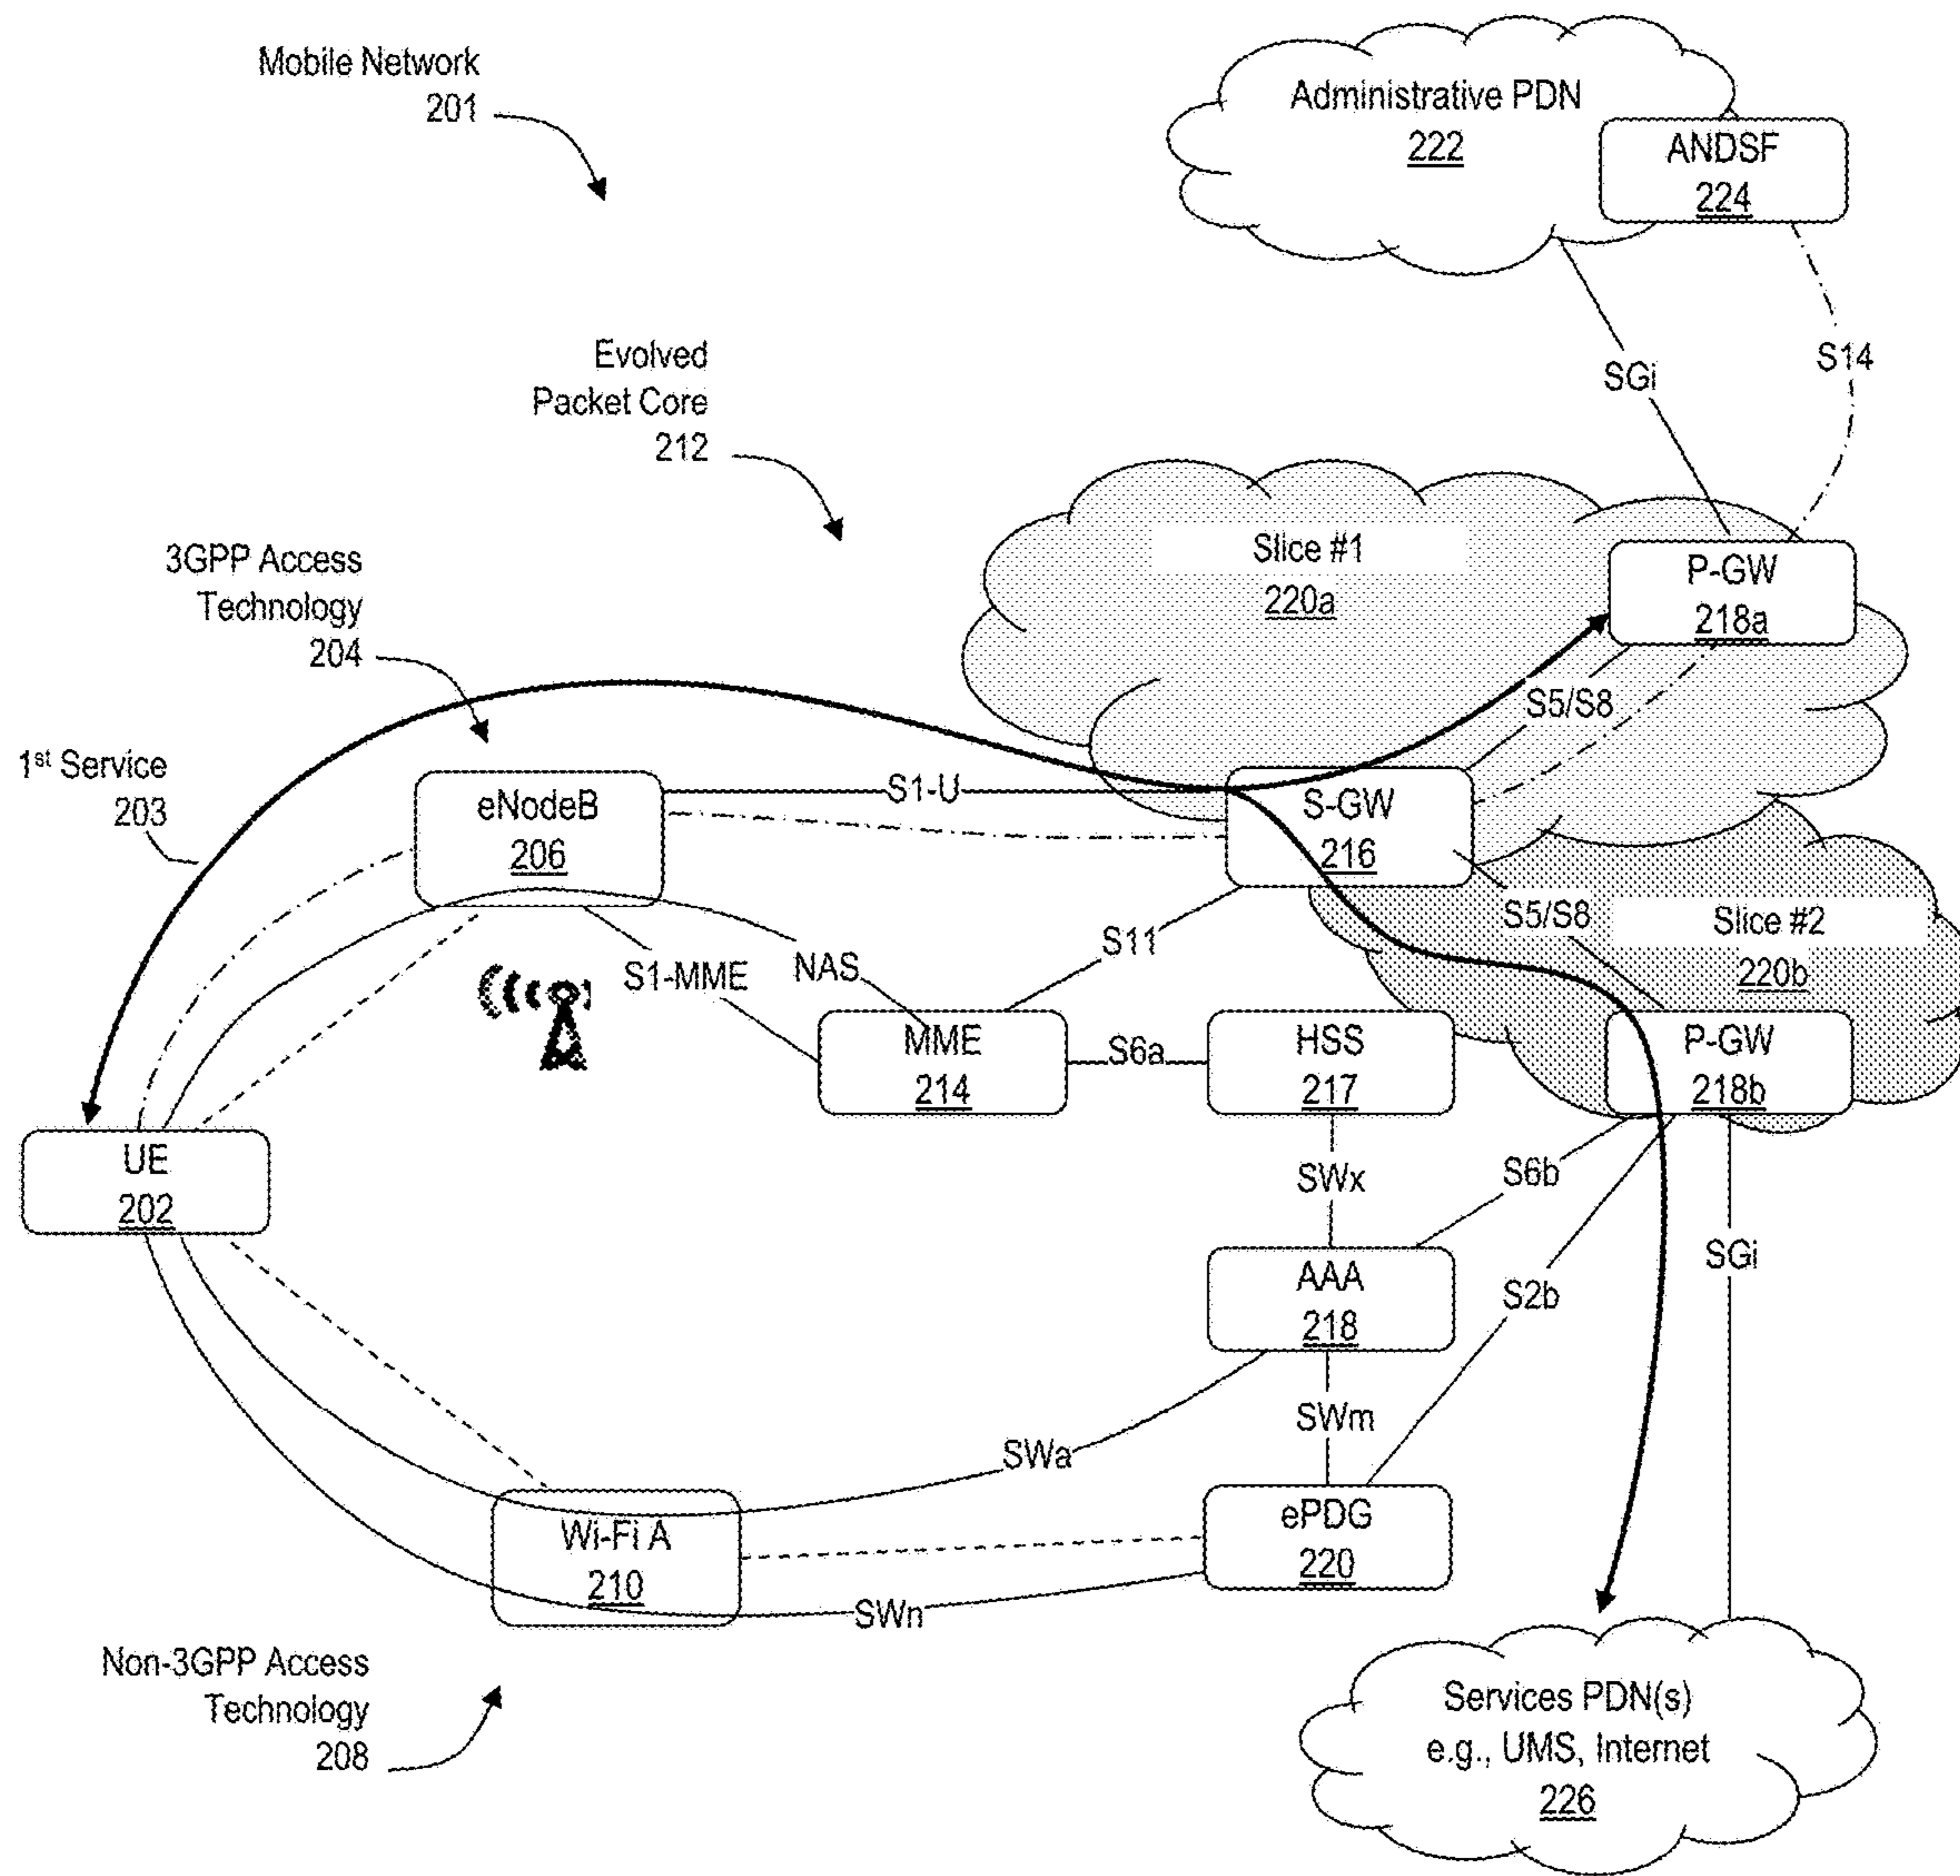 Mobile Network
201
Administrative PDN
222
ANDSF
224
Evolved
Packet Core
212
SGi
S14
3GPP Access
Technology
204
Slice #1
220a
P-GW
218a
S5/S8
1st Service
203
eNodeB
206
S1-U
S-GW
216
S5/S8
Slice #2
220b
S11
NAS
S1-MME
MME
214
S6a
HSS
217
P-GW
218b
UE
202
SWx
S6b
SGi
AAA
218
S2b
SWm
SWa
Wi-Fi A
210
ePDG
220
SWn
Non-3GPP Access
Technology
208
Services PDN(s)
e.g., UMS, Internet
226